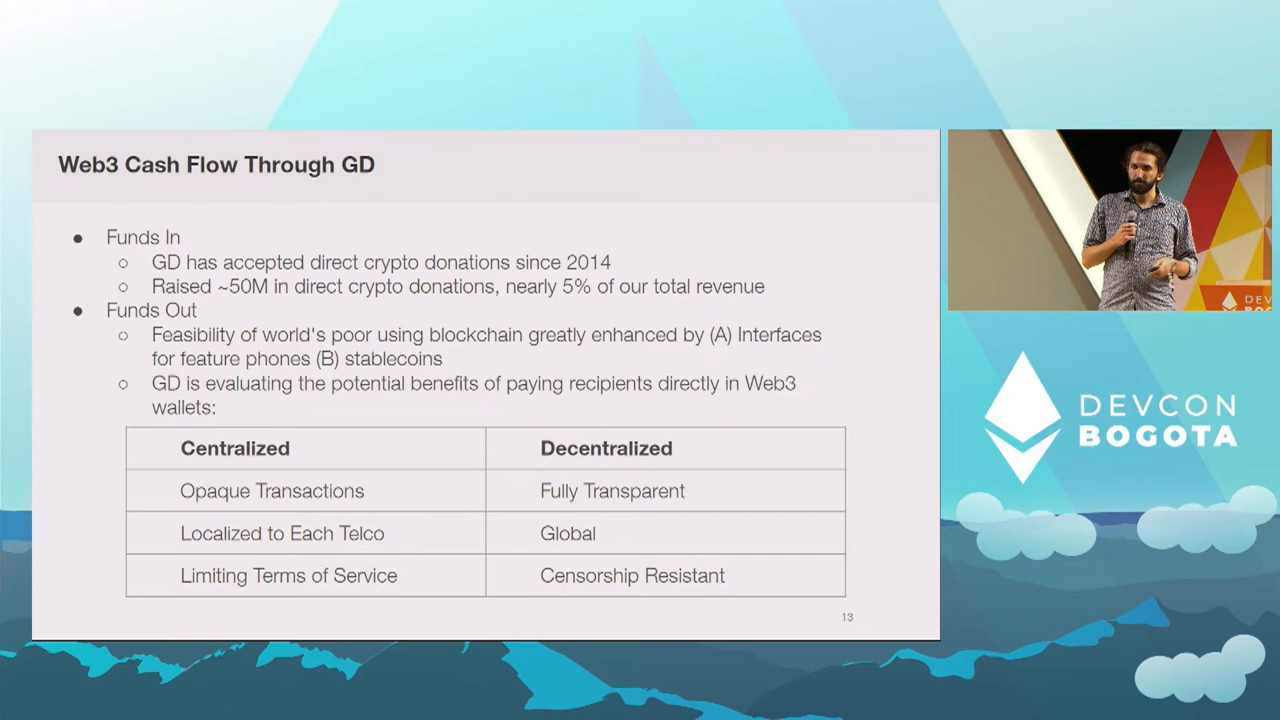 Web3 Cash Flow Through GD
● Funds In
○ GD has accepted direct crypto donations since 2014
○ Raised ~50M in direct crypto donations, nearly 5% of our total revenue
● Funds Out
○ Feasibility of world's poor using blockchain greatly enhanced by (A) Interfaces
for feature phones (B) stablecoins
○ GD is evaluating the potential benefits of paying recipients directly in Web3
wallets:
Centralized Decentralized
Opaque Transactions Fully Transparent
Localized to Each Telco Global
Limiting Terms of Service Censorship Resistant
13
DEVCON
BOGOTA